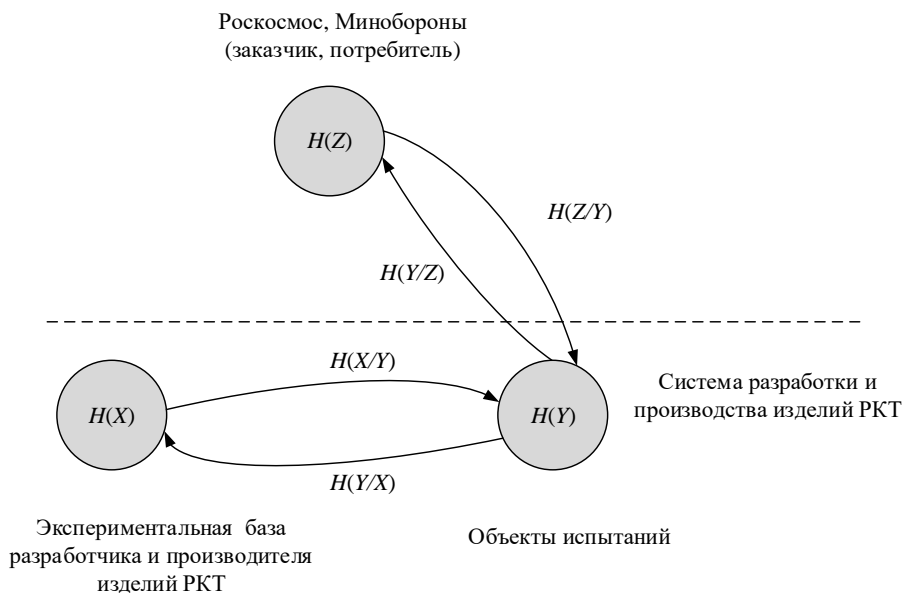 Роскосмос, Минобороны
(заказчик, потребитель)
H(Z)
H(Z/Y)
H(Y/Z)
H(X/Y)
Система разработки и
производства изделий РКТ
H(X)
H(Y)
H(Y/X)
Экспериментальная база
разработчика и производителя
изделий РКТ
Объекты испытаний